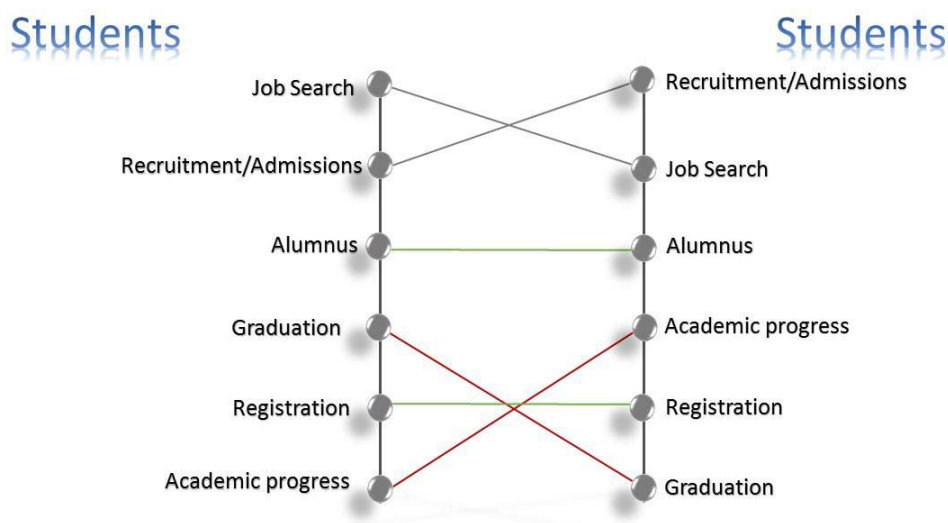 Students
Students
Job Search
Recruitment/Admissions
Alumnus
Graduation
Registration
Academic progress
Recruitment/Admissions
Job Search
Alumnus
Academic progress
Registration
Graduation